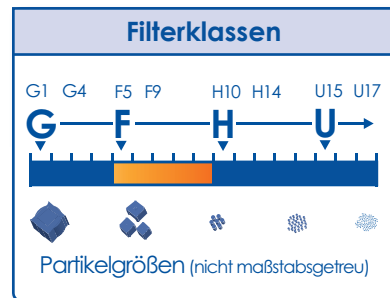 Filterklassen
G1 G4 F5 F9 H10 H14 U15 U17
G F H U
Partikelgrößen (nicht maßstabsgetreu)